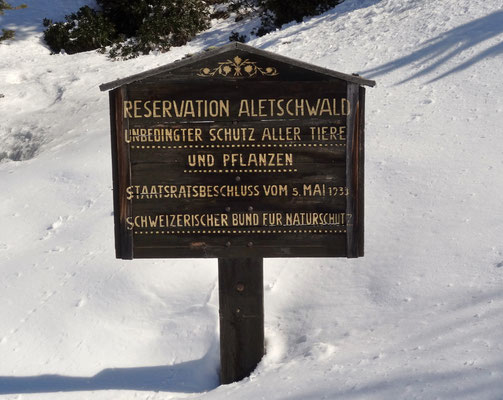 RESERVATION ALETSCHWALD
UNBEDINGTER SCHUTZ ALLER TIERE
UND PFLANZEN
STAATSRATSBESCHLUSS VOM 5. MAI 1933
SCHWEIZERISCHER BUND FÜR NATURSCHUTZ